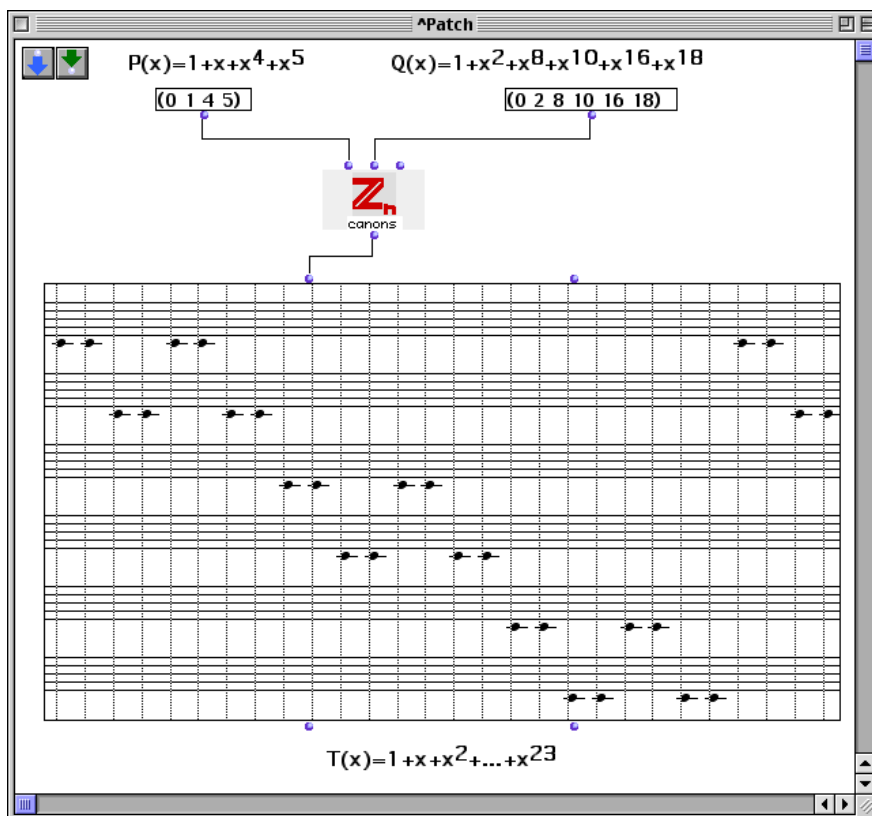 ^Patch
P(x)=1+x+x⁴+x⁵ Q(x)=1+x²+x⁸+x¹⁰+x¹⁶+x¹⁸
(0 1 4 5) (0 2 8 10 16 18)
Zn
canons
T(x)=1+x+x²+...+x²³